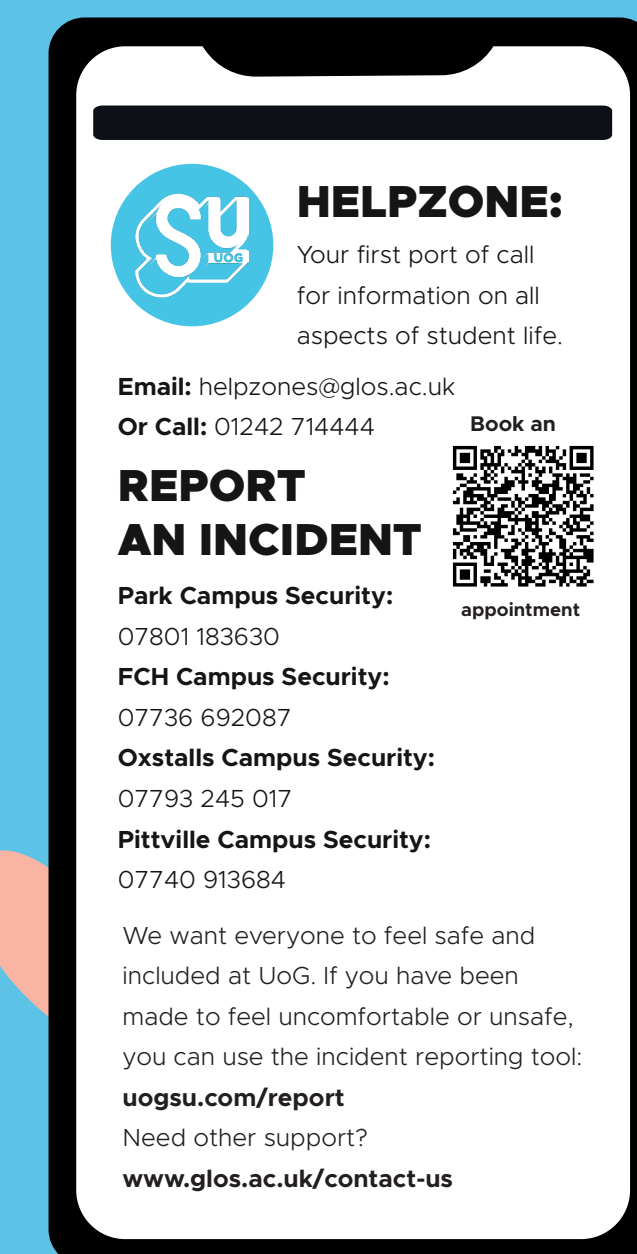 SU
UOG
HELPZONE:
Your first port of call
for information on all
aspects of student life.
Email: helpzones@glos.ac.uk
Or Call: 01242 714444
Book an
appointment
REPORT
AN INCIDENT
Park Campus Security:
07801 183630
FCH Campus Security:
07736 692087
Oxstalls Campus Security:
07793 245 017
Pittville Campus Security:
07740 913684
We want everyone to feel safe and
included at UoG. If you have been
made to feel uncomfortable or unsafe,
you can use the incident reporting tool:
uogsu.com/report
Need other support?
www.glos.ac.uk/contact-us